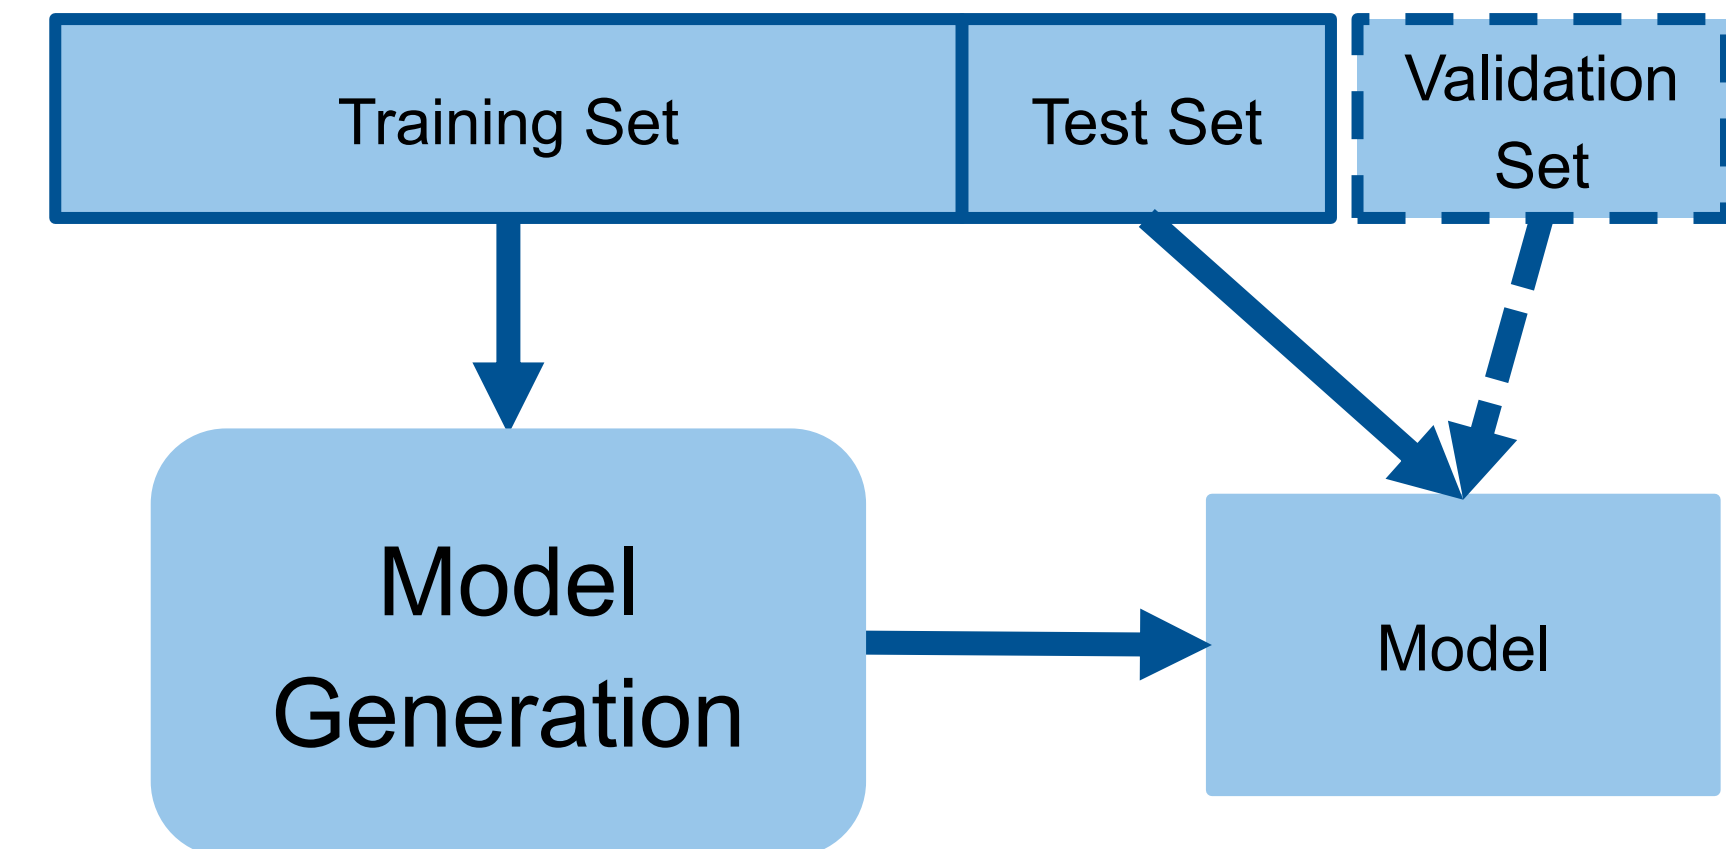 Training Set
Test Set
Validation
Set
Model
Generation
Model